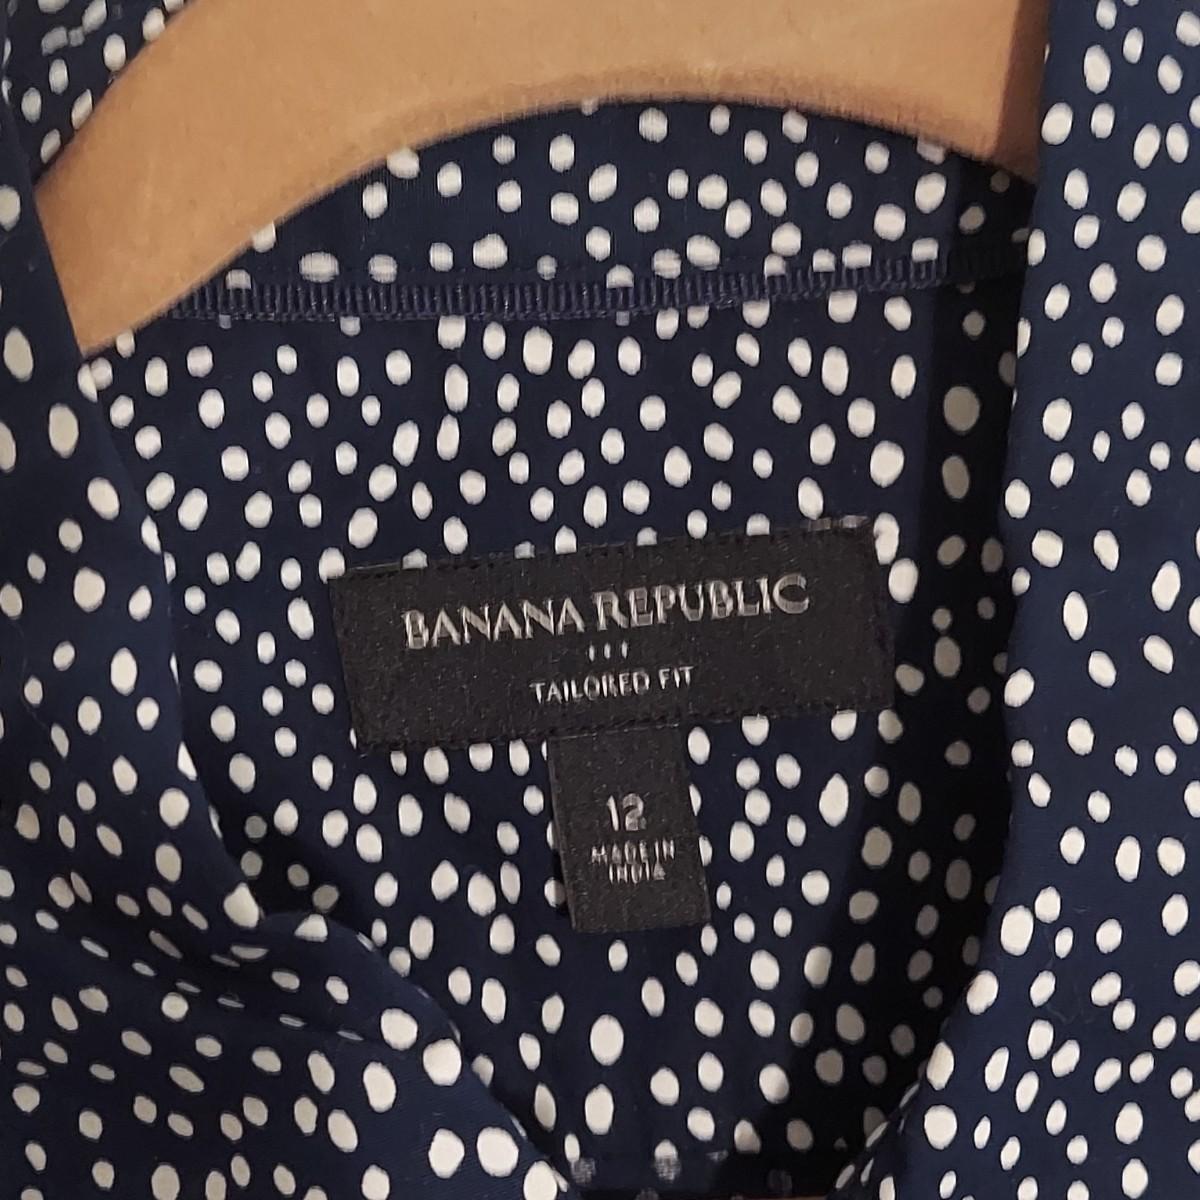 BANANA REPUBLIC
TAILORED FIT
12
MADE IN
INDIA